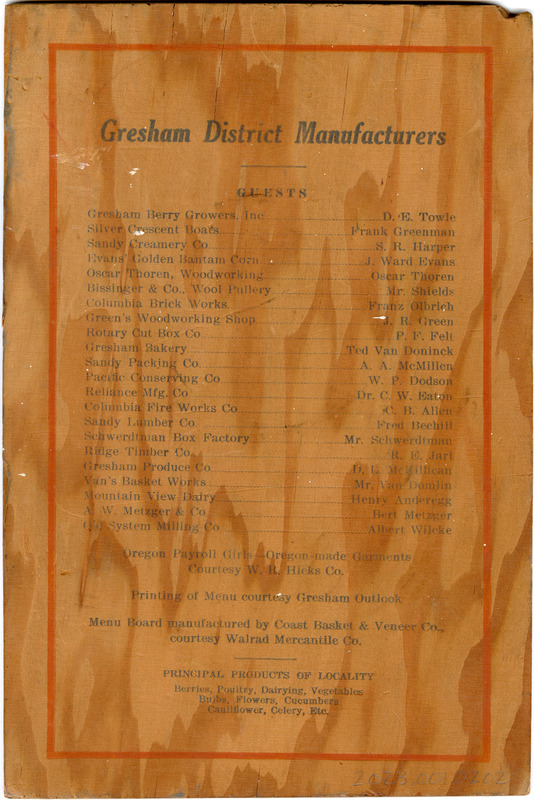 Gresham District Manufacturers
GUESTS
Gresham Berry Growers, Inc. D. E. Towle
Silver Crescent Boats Frank Greenman
Sandy Creamery Co. S. R. Harper
Evans' Golden Bantam Corn J. Ward Evans
Oscar Thoren, Woodworking Oscar Thoren
Bissinger & Co., Wool Pullery Mr. Shields
Columbia Brick Works Franz Olbrich
Green's Woodworking Shop J. R. Green
Rotary Cut Box Co. P. F. Felt
Gresham Bakery Ted Van Doninck
Sandy Packing Co. A. A. McMillen
Pacific Conserving Co. W. P. Dodson
Reliance Mfg. Co. Dr. C. W. Eaton
Columbia Fire Works Co. C. B. Allen
Sandy Lumber Co. Fred Bechill
Schwerdtman Box Factory Mr. Schwerdtman
Ridge Timber Co. R. E. Jarl
Gresham Produce Co. D. L. McKillican
Van's Basket Works Mr. Van Domlin
Mountain View Dairy Henry Anderegg
A. W. Metzger & Co. Bert Metzger
System Milling Co. Albert Wilcke
Oregon Payroll Girls—Oregon-made Garments
Courtesy W. R. Hicks Co.
Printing of Menu courtesy Gresham Outlook
Menu Board manufactured by Coast Basket & Veneer Co.,
courtesy Walrad Mercantile Co.
PRINCIPAL PRODUCTS OF LOCALITY
Berries, Poultry, Dairying, Vegetables
Bulbs, Flowers, Cucumbers
Cauliflower, Celery, Etc.